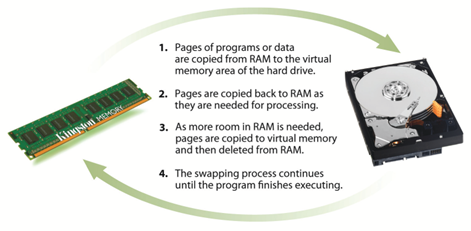 1. Pages of programs or data
are copied from RAM to the virtual
memory area of the hard drive.
2. Pages are copied back to RAM as
they are needed for processing.
3. As more room in RAM is needed,
pages are copied to virtual memory
and then deleted from RAM.
4. The swapping process continues
until the program finishes executing.
Kingston
MEMORY